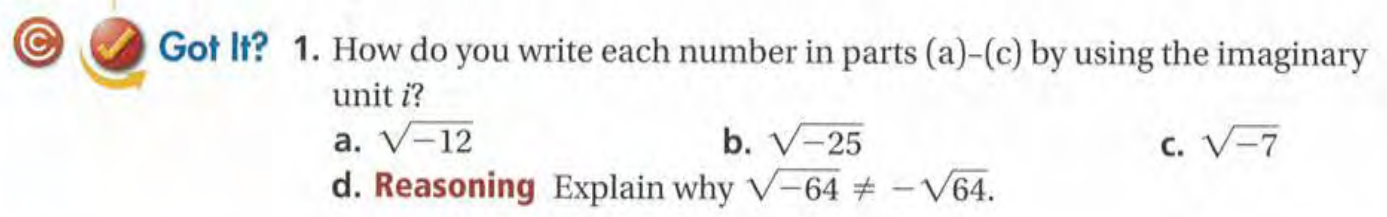 © Got It? 1. How do you write each number in parts (a)–(c) by using the imaginary
unit i?
a. √−12 b. √−25 c. √−7
d. Reasoning Explain why √−64 ≠ −√64.